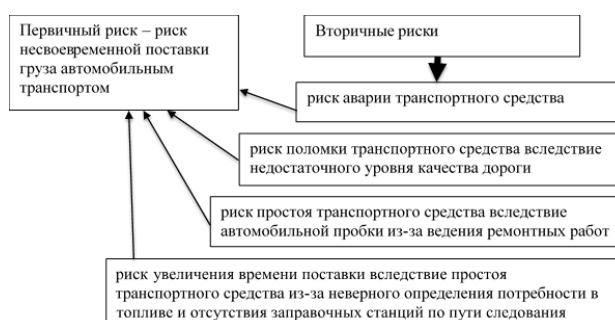 Первичный риск – риск
несвоевременной поставки
груза автомобильным
транспортом
Вторичные риски
риск аварии транспортного средства
риск поломки транспортного средства вследствие
недостаточного уровня качества дороги
риск простоя транспортного средства вследствие
автомобильной пробки из-за ведения ремонтных работ
риск увеличения времени поставки вследствие простоя
транспортного средства из-за неверного определения потребности в
топливе и отсутствия заправочных станций по пути следования